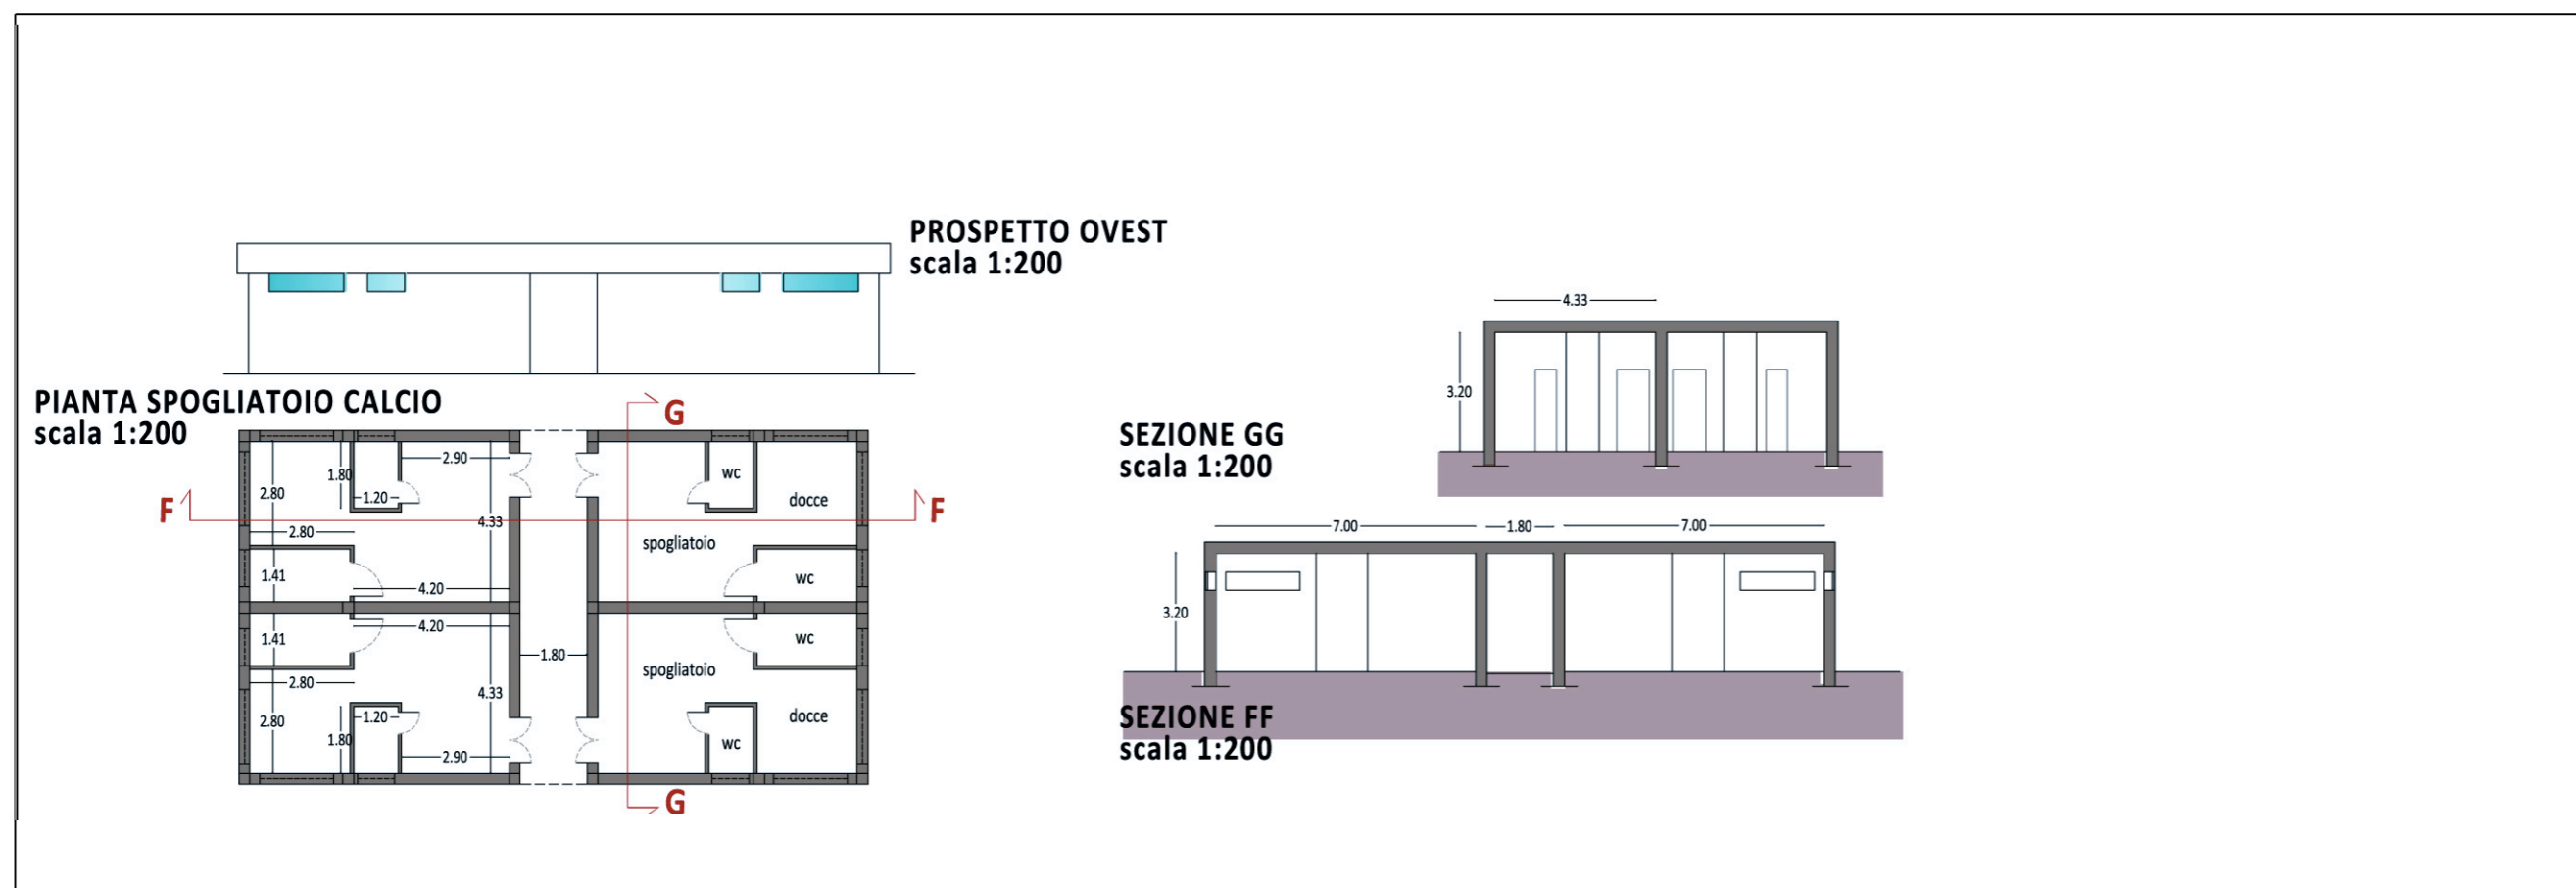 PROSPETTO OVEST
scala 1:200
PIANTA SPOGLIATOIO CALCIO
scala 1:200
G
2.90
1.80
wc
2.80
1.20
docce
F
4.33
F
2.80
spogliatoio
1.41
wc
4.20
4.20
1.41
wc
1.80
spogliatoio
2.80
4.33
2.80
1.20
docce
1.80
wc
2.90
G
4.33
3.20
SEZIONE GG
scala 1:200
7.00
1.80
7.00
3.20
SEZIONE FF
scala 1:200